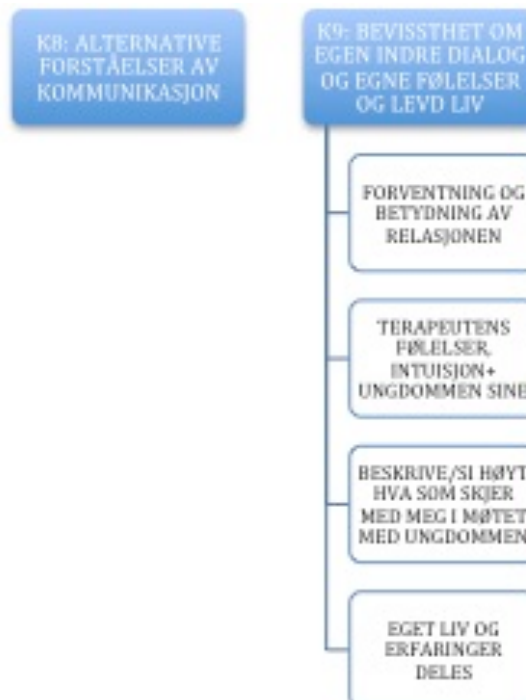 K8: ALTERNATIVE
FORSTÅELSER AV
KOMMUNIKASJON
K9: BEVISSTHET OM
EGEN INDRE DIALOG
OG EGNE FØLELSER
OG LEVD LIV
FORVENTNING OG
BETYDNING AV
RELASJONEN
TERAPEUTENS
FØLELSER,
INTUISJON+
UNGDOMMEN SINE
BESKRIVE/SI HØYT
HVA SOM SKJER
MED MEG I MØTET
MED UNGDOMMEN
EGET LIV OG
ERFARINGER
DELES